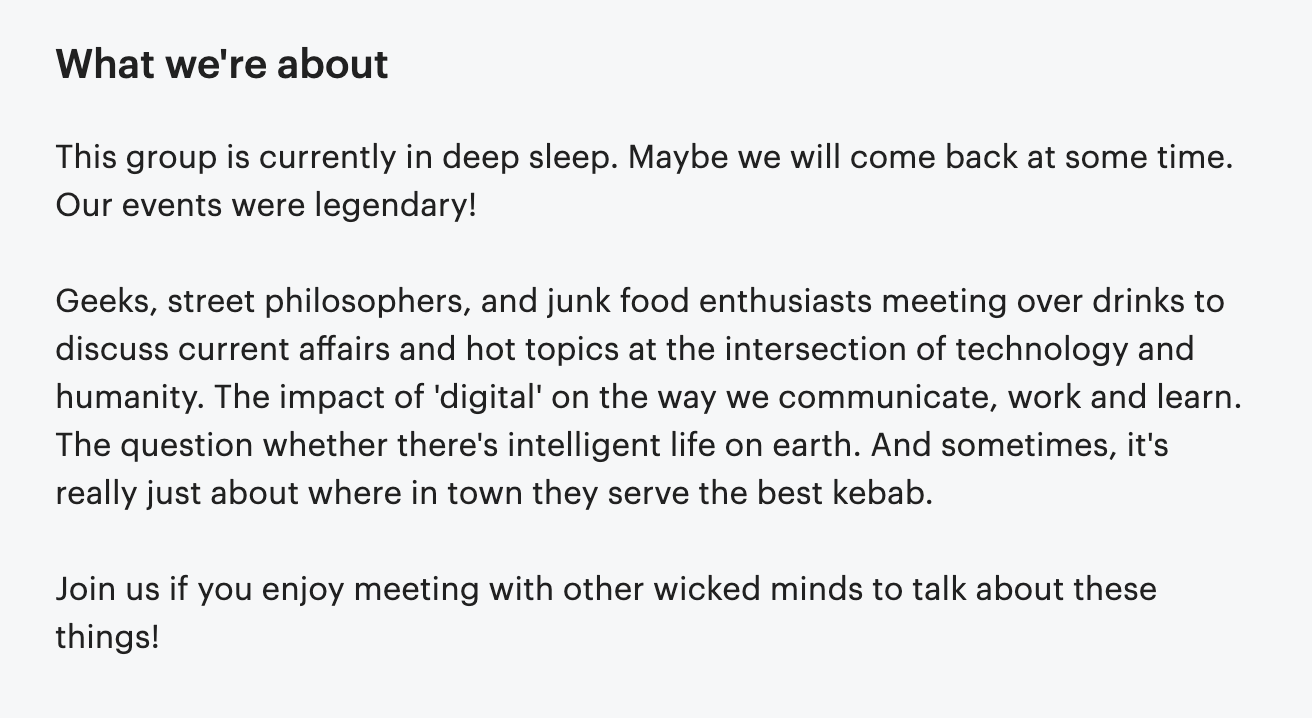 What we're about
This group is currently in deep sleep. Maybe we will come back at some time.
Our events were legendary!
Geeks, street philosophers, and junk food enthusiasts meeting over drinks to
discuss current affairs and hot topics at the intersection of technology and
humanity. The impact of 'digital' on the way we communicate, work and learn.
The question whether there's intelligent life on earth. And sometimes, it's
really just about where in town they serve the best kebab.
Join us if you enjoy meeting with other wicked minds to talk about these
things!